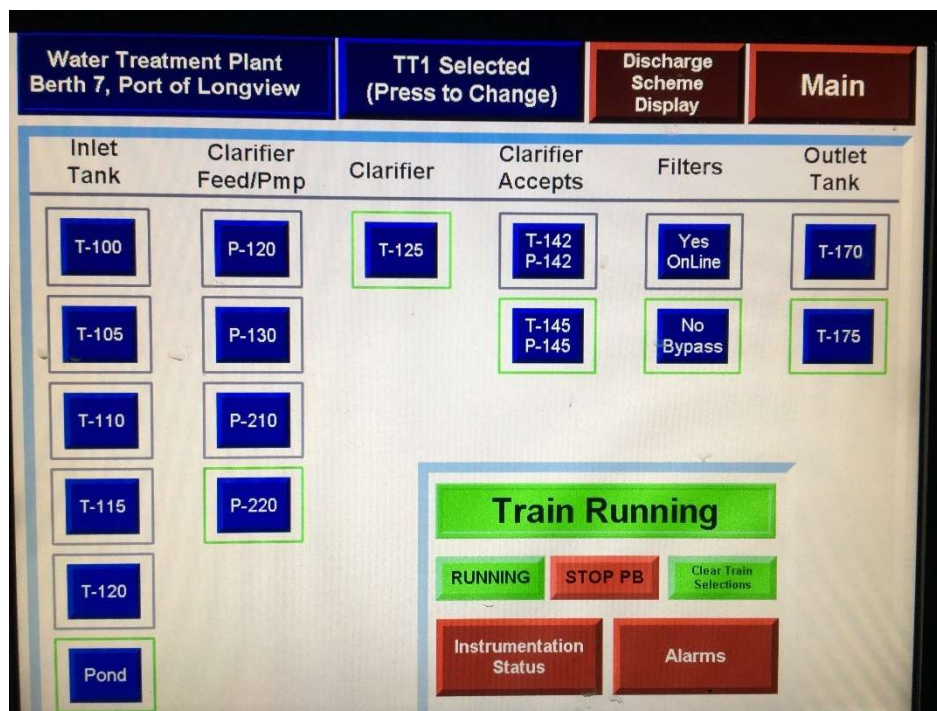 Water Treatment Plant
Berth 7, Port of Longview
TT1 Selected
(Press to Change)
Discharge
Scheme
Display
Main
Inlet
Tank
Clarifier
Feed/Pmp
Clarifier
Clarifier
Accepts
Filters
Outlet
Tank
T-100
P-120
T-125
T-142
P-142
Yes
OnLine
T-170
T-105
P-130
T-145
P-145
No
Bypass
T-175
T-110
P-210
T-115
P-220
T-120
Pond
Train Running
RUNNING
STOP PB
Clear Train
Selections
Instrumentation
Status
Alarms